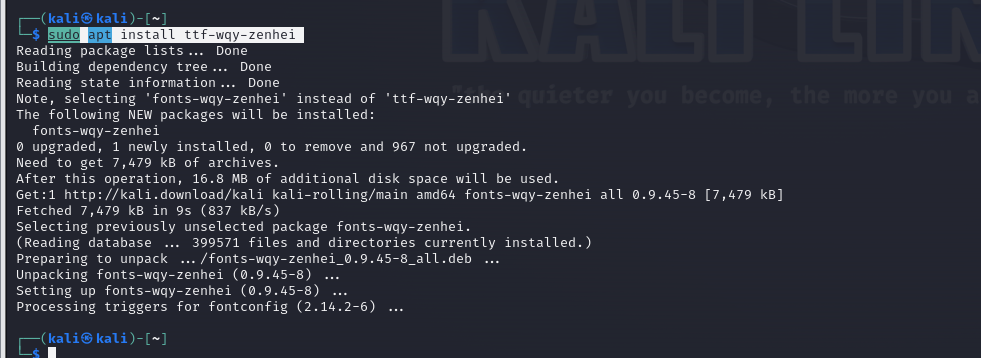 ┌──(kali㉿kali)-[~]
└─$ sudo apt install ttf-wqy-zenhei
Reading package lists... Done
Building dependency tree... Done
Reading state information... Done
Note, selecting 'fonts-wqy-zenhei' instead of 'ttf-wqy-zenhei'
The following NEW packages will be installed:
  fonts-wqy-zenhei
0 upgraded, 1 newly installed, 0 to remove and 967 not upgraded.
Need to get 7,479 kB of archives.
After this operation, 16.8 MB of additional disk space will be used.
Get:1 http://kali.download/kali kali-rolling/main amd64 fonts-wqy-zenhei all 0.9.45-8 [7,479 kB]
Fetched 7,479 kB in 9s (837 kB/s)
Selecting previously unselected package fonts-wqy-zenhei.
(Reading database ... 399571 files and directories currently installed.)
Preparing to unpack .../fonts-wqy-zenhei_0.9.45-8_all.deb ...
Unpacking fonts-wqy-zenhei (0.9.45-8) ...
Setting up fonts-wqy-zenhei (0.9.45-8) ...
Processing triggers for fontconfig (2.14.2-6) ...
┌──(kali㉿kali)-[~]
└─$
KALI LIN
quieter you become, the more you a